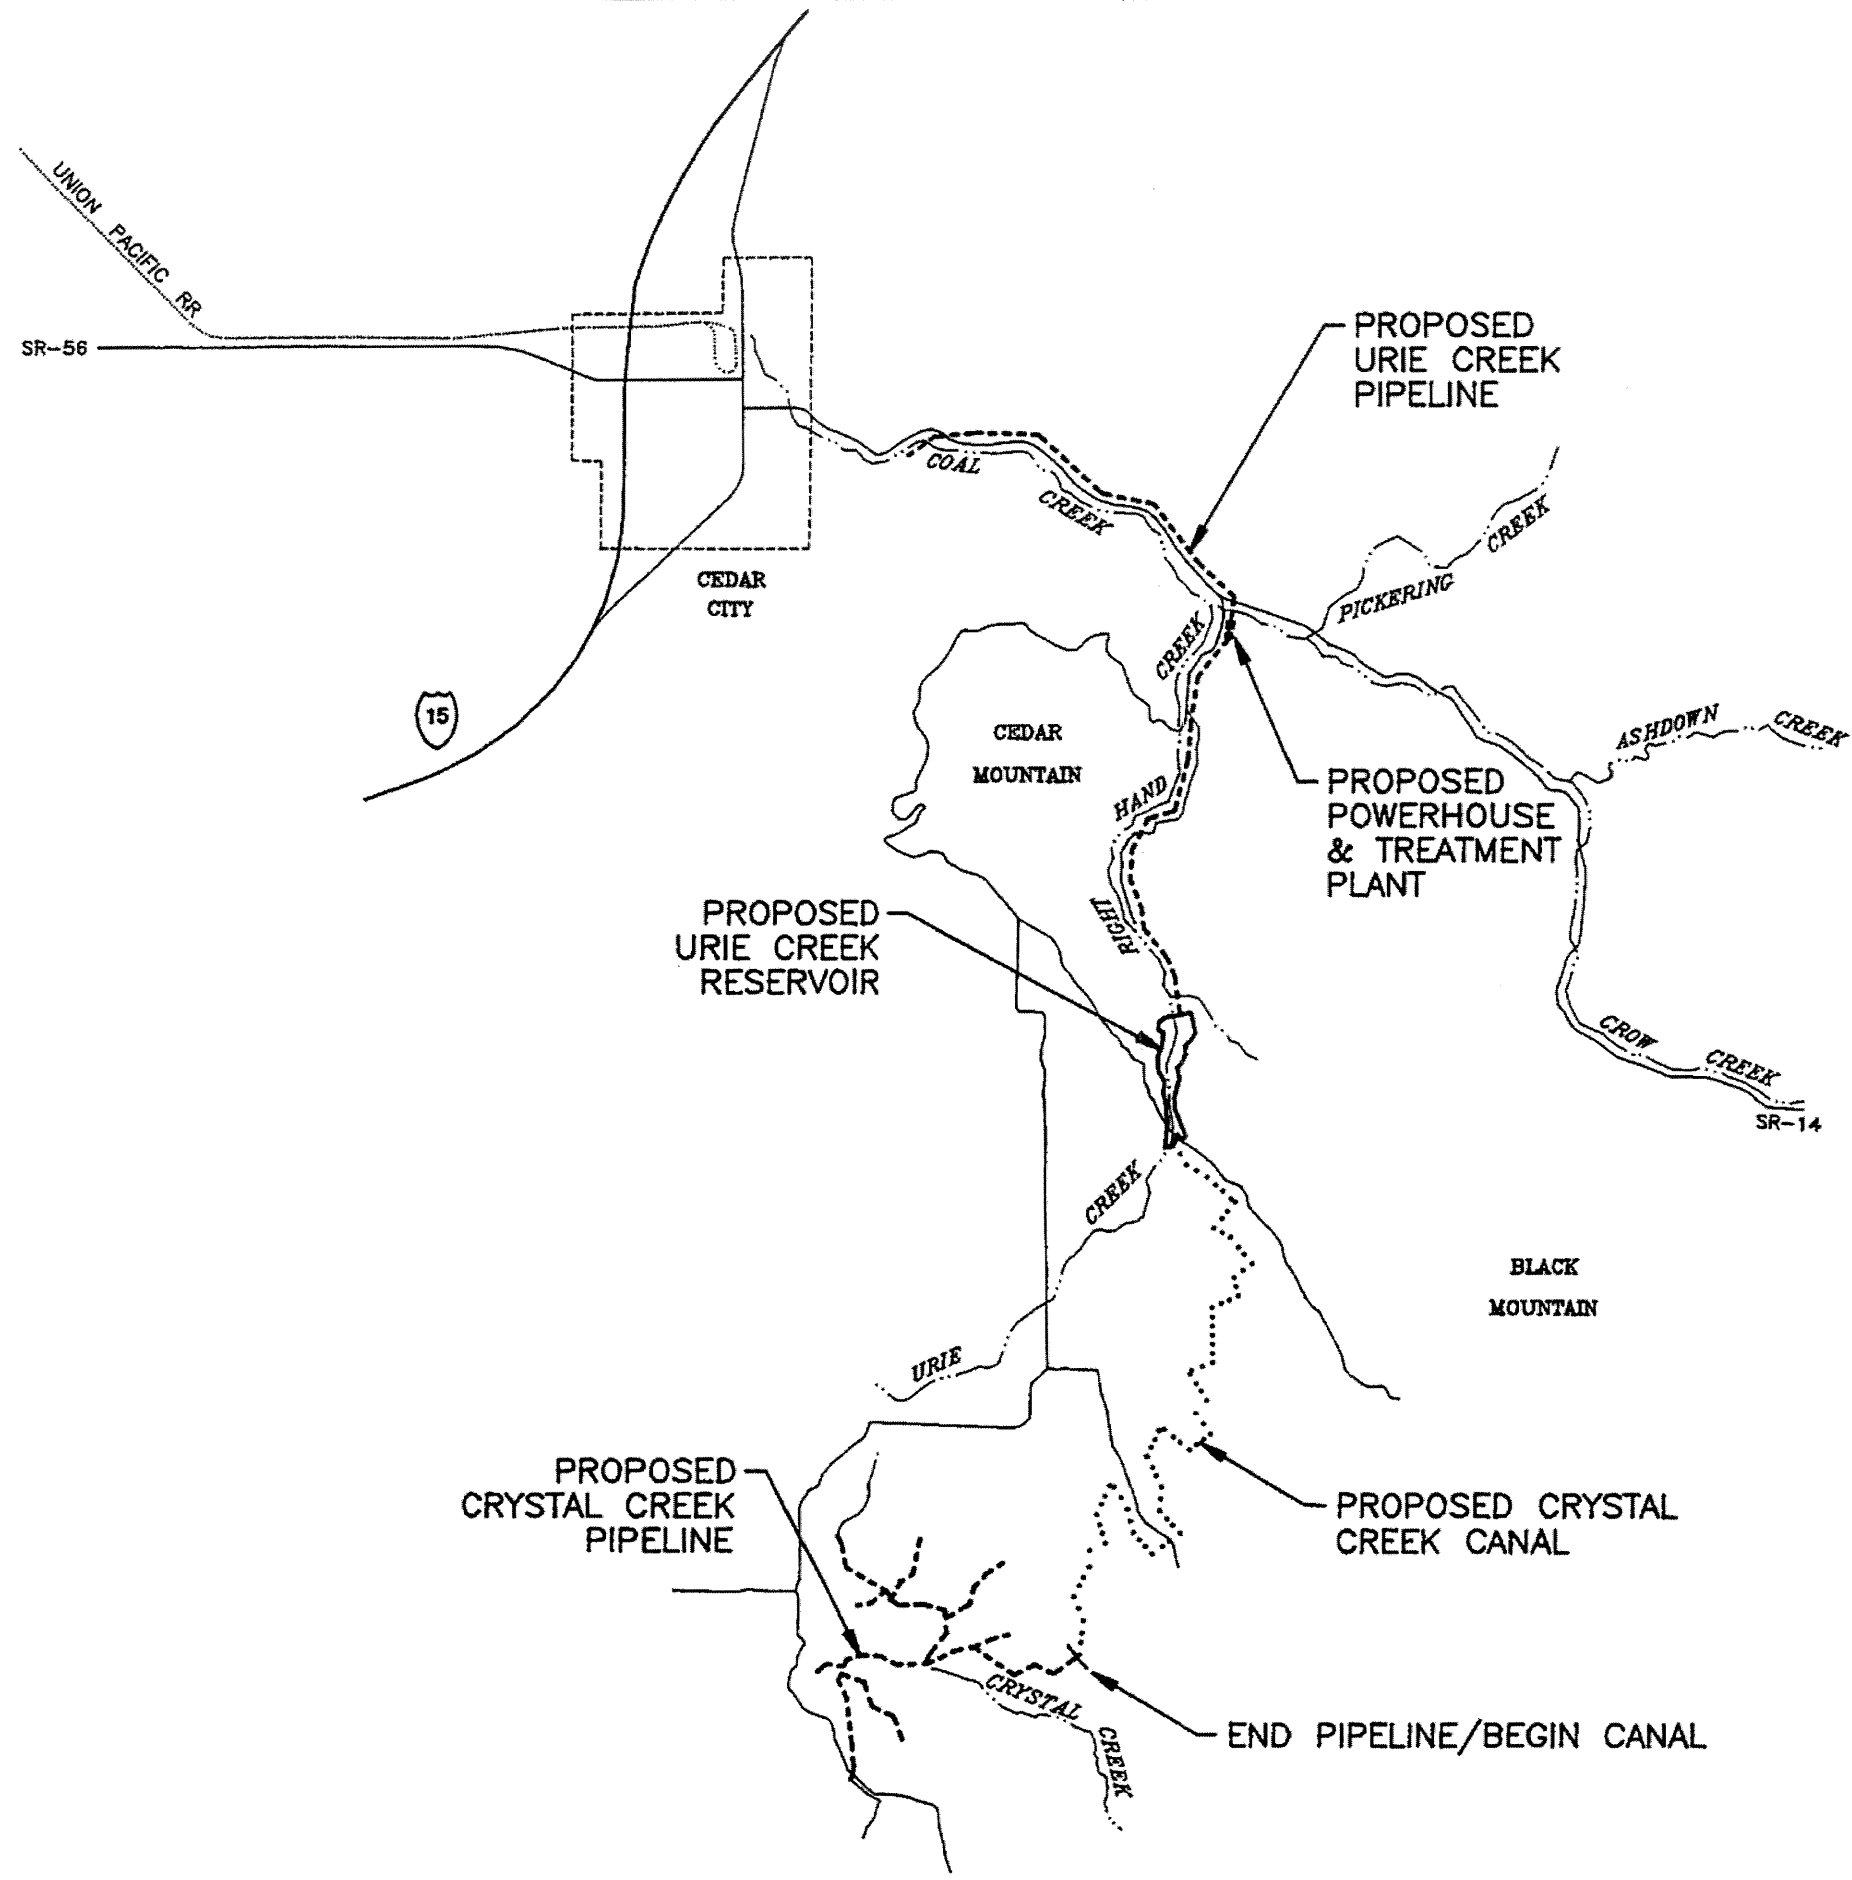 UNION PACIFIC RR
SR-56
PROPOSED
URIE CREEK
PIPELINE
COAL
CREEK
CREEK
PICKERING
CEDAR
CITY
CREEK
15
CEDAR
MOUNTAIN
ASHDOWN
CREEK
HAND
PROPOSED
POWERHOUSE
& TREATMENT
PLANT
RIGHT
PROPOSED
URIE CREEK
RESERVOIR
CROW
CREEK
SR-14
CREEK
BLACK
MOUNTAIN
URIE
PROPOSED
CRYSTAL CREEK
PIPELINE
PROPOSED CRYSTAL
CREEK CANAL
CRYSTAL
CREEK
END PIPELINE/BEGIN CANAL